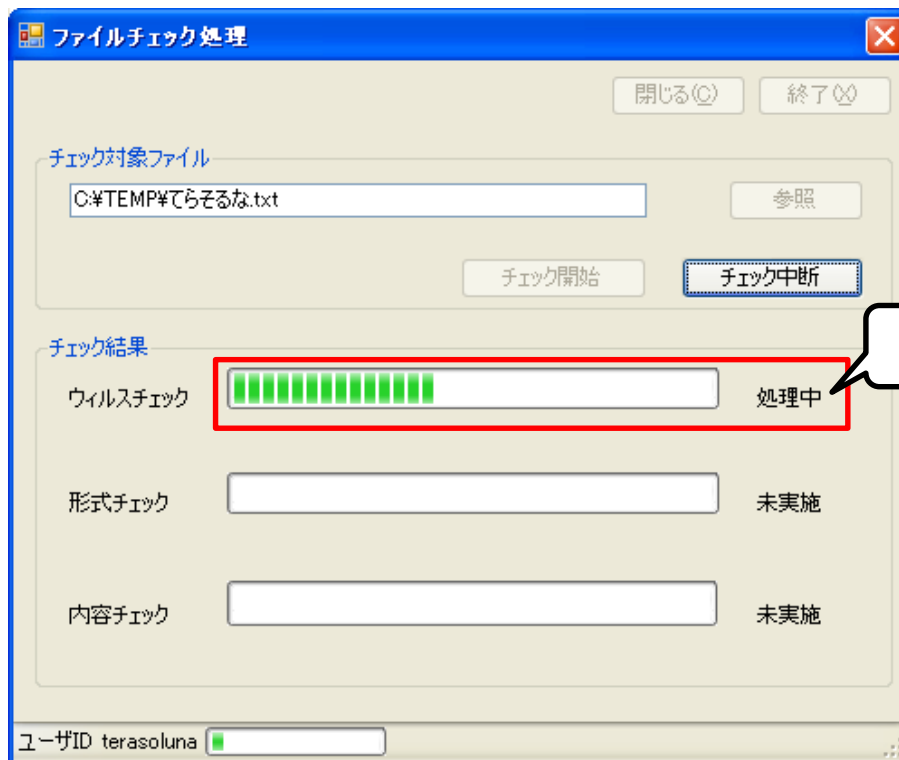 ファイルチェック処理
閉じる(C) 終了(X)
チェック対象ファイル
C:¥TEMP¥てらそるな.txt 参照
チェック開始 チェック中断
チェック結果
ウィルスチェック 処理中
形式チェック 未実施
内容チェック 未実施
ユーザID terasoluna